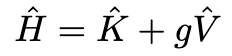 Ĥ = K̂ + gV̂